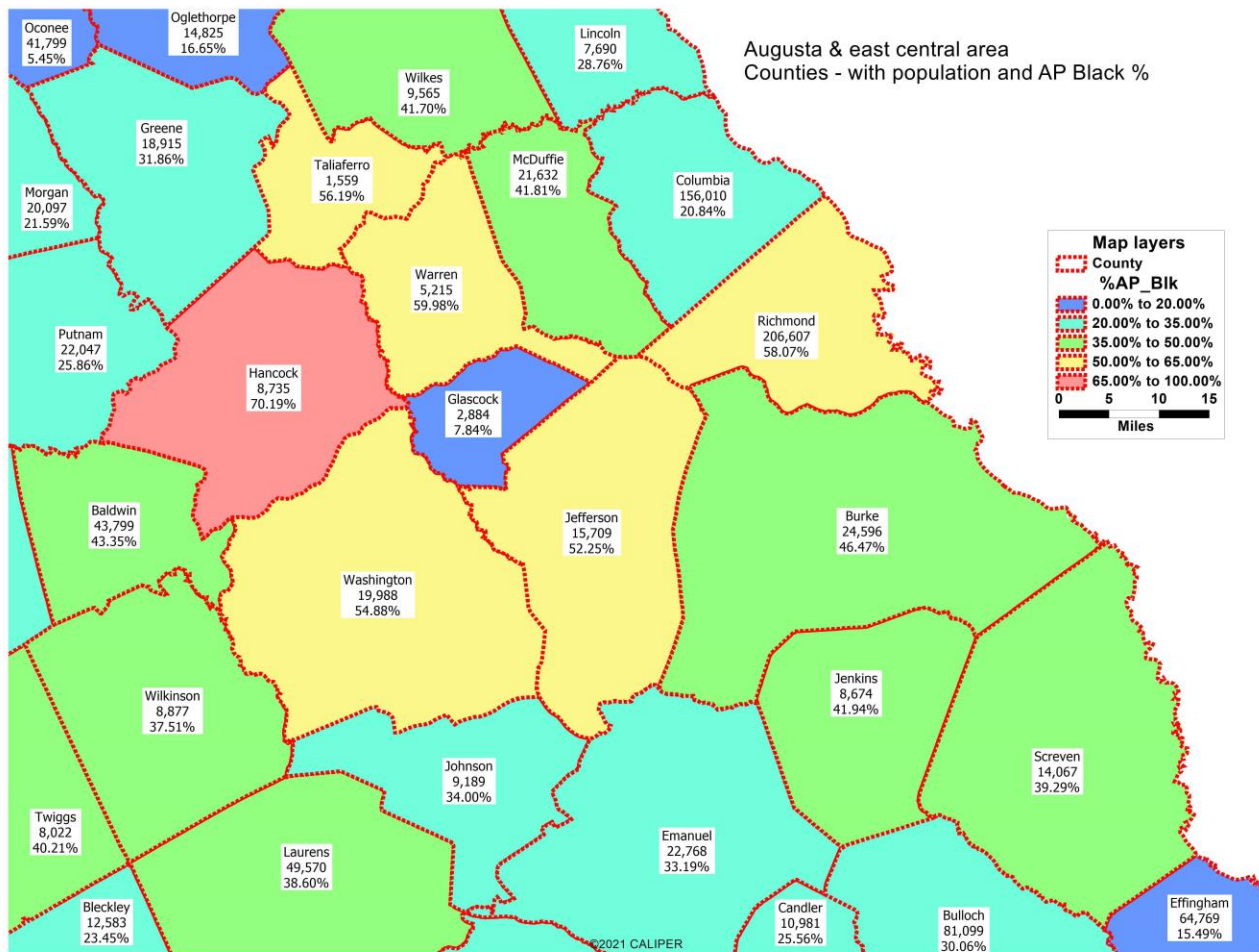 Augusta & east central area
Counties - with population and AP Black %
Oconee
41,799
5.45%
Oglethorpe
14,825
16.65%
Wilkes
9,565
41.70%
Lincoln
7,690
28.76%
Greene
18,915
31.86%
Taliaferro
1,559
56.19%
McDuffie
21,632
41.81%
Columbia
156,010
20.84%
Morgan
20,097
21.59%
Warren
5,215
59.98%
Richmond
206,607
58.07%
Map layers
County
%AP_Blk
0.00% to 20.00%
20.00% to 35.00%
35.00% to 50.00%
50.00% to 65.00%
65.00% to 100.00%
0 5 10 15
Miles
Putnam
22,047
25.86%
Hancock
8,735
70.19%
Glascock
2,884
7.84%
Baldwin
43,799
43.35%
Jefferson
15,709
52.25%
Burke
24,596
46.47%
Washington
19,988
54.88%
Wilkinson
8,877
37.51%
Jenkins
8,674
41.94%
Screven
14,067
39.29%
Johnson
9,189
34.00%
Twiggs
8,022
40.21%
Laurens
49,570
38.60%
Emanuel
22,768
33.19%
Bleckley
12,583
23.45%
Candler
10,981
25.56%
Bulloch
81,099
30.06%
Effingham
64,769
15.49%
©2021 CALIPER